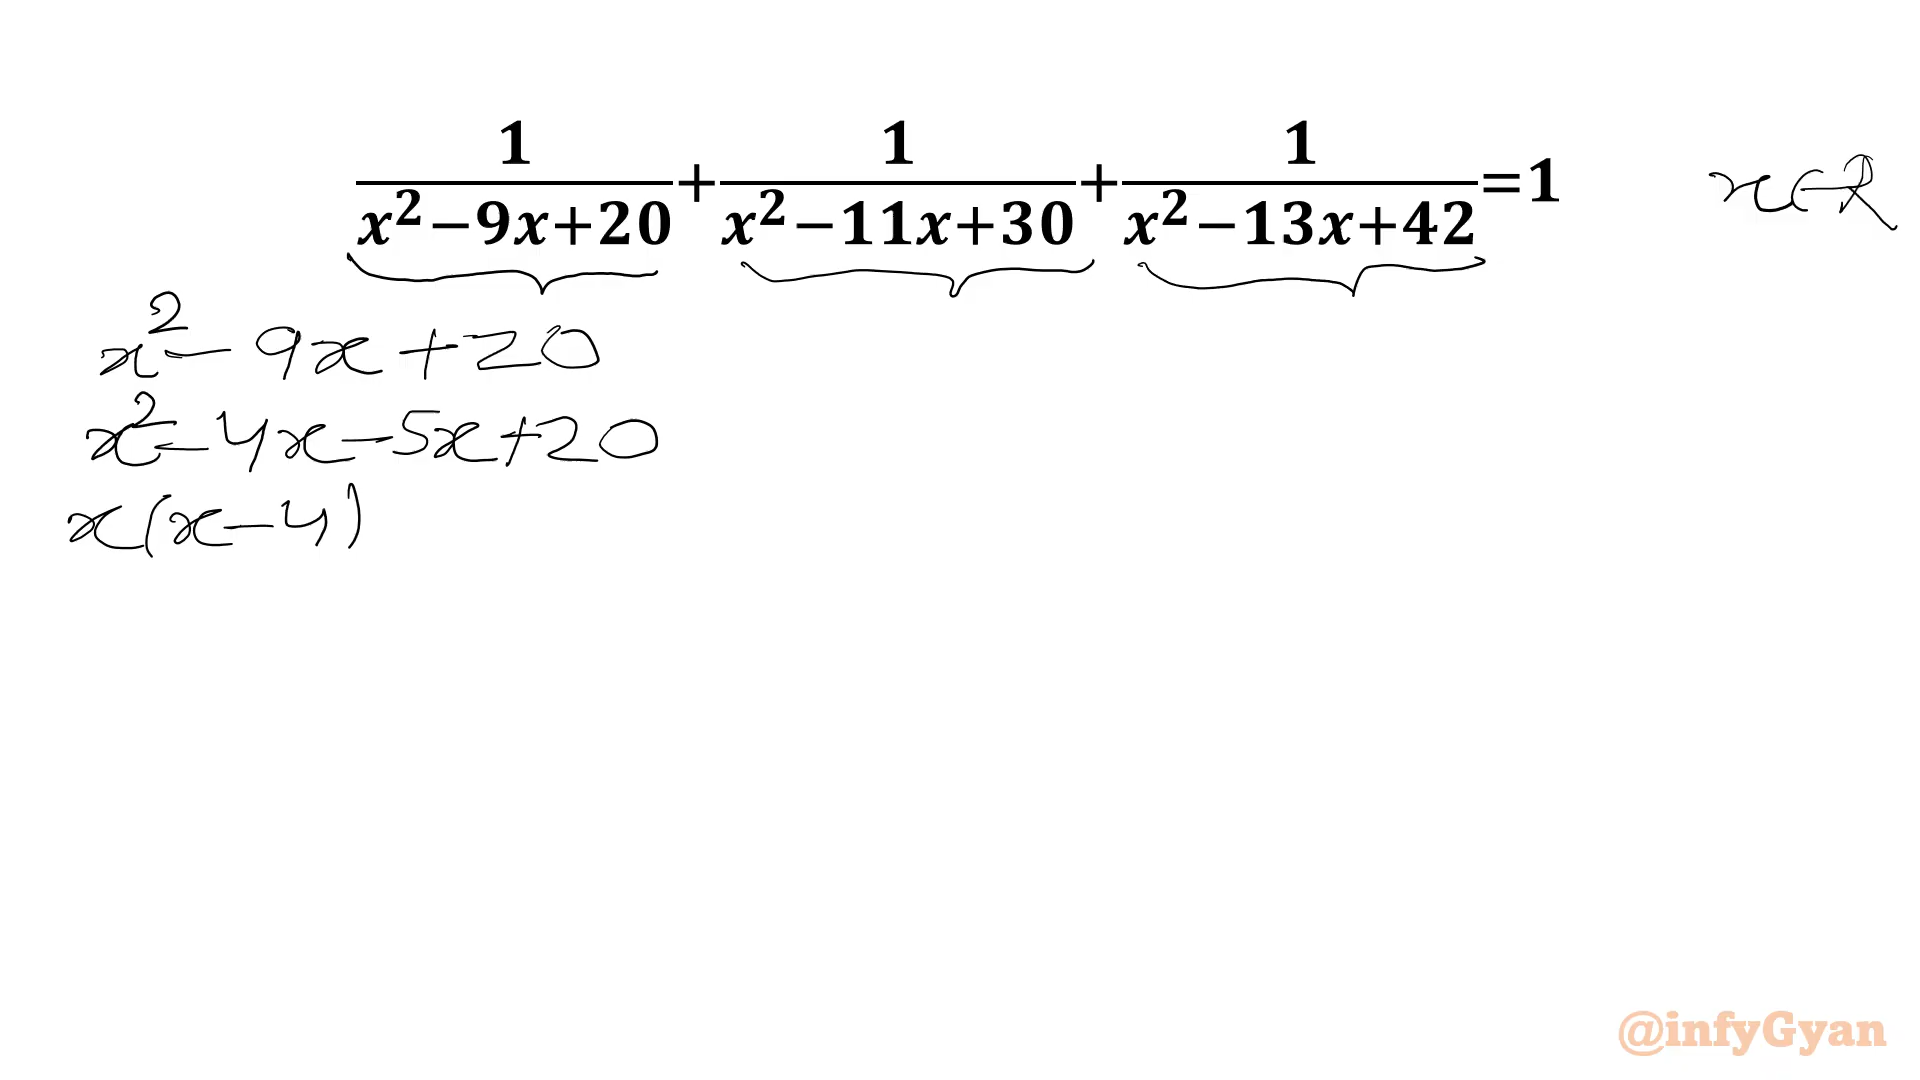 1/(x²−9x+20) + 1/(x²−11x+30) + 1/(x²−13x+42) = 1 x∈R
x² − 9x + 20
x² − 4x − 5x + 20
x(x − 4)
@infyGyan